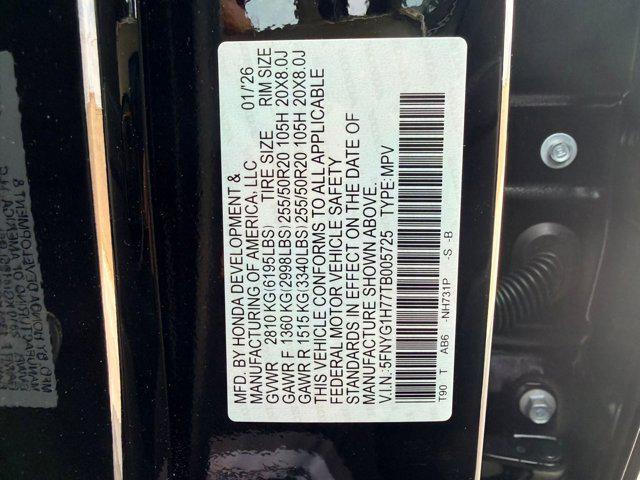 MFD. BY HONDA DEVELOPMENT & 01/'26
MANUFACTURING OF AMERICA, LLC
GVWR 2810 KG(6195LBS) TIRE SIZE RIM SIZE
GAWR F 1360 KG(2998LBS) 255/50R20 105H 20X8.0J
GAWR R 1515 KG(3340LBS) 255/50R20 105H 20X8.0J
THIS VEHICLE CONFORMS TO ALL APPLICABLE
FEDERAL MOTOR VEHICLE SAFETY
STANDARDS IN EFFECT ON THE DATE OF
MANUFACTURE SHOWN ABOVE.
V.I.N.:5FNYG1H77TB005725 TYPE:MPV
T90 T AB6 -NH731P -S -B